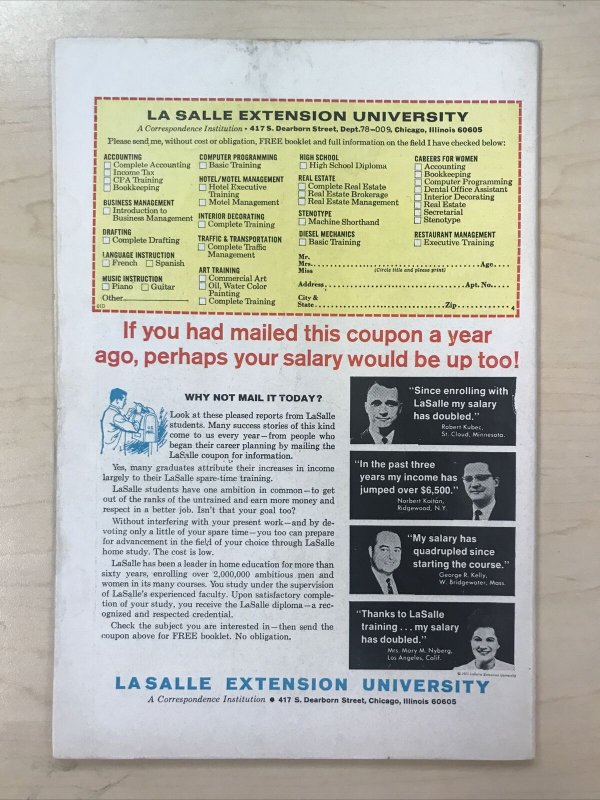 LA SALLE EXTENSION UNIVERSITY
A Correspondence Institution • 417 S. Dearborn Street, Dept. 78-009, Chicago, Illinois 60605
Please send me, without cost or obligation, FREE booklet and full information on the field I have checked below:
ACCOUNTING
Complete Accounting
Income Tax
CPA Training
Bookkeeping
BUSINESS MANAGEMENT
Introduction to
Business Management
DRAFTING
Complete Drafting
LANGUAGE INSTRUCTION
French Spanish
MUSIC INSTRUCTION
Piano Guitar
Other
COMPUTER PROGRAMMING
Basic Training
HOTEL/MOTEL MANAGEMENT
Hotel Executive
Training
Motel Management
INTERIOR DECORATING
Complete Training
TRAFFIC & TRANSPORTATION
Complete Traffic
Management
ART TRAINING
Commercial Art
Oil, Water Color
Painting
Complete Training
HIGH SCHOOL
High School Diploma
REAL ESTATE
Complete Real Estate
Real Estate Brokerage
Real Estate Management
STENOTYPE
Machine Shorthand
DIESEL MECHANICS
Basic Training
CAREERS FOR WOMEN
Accounting
Bookkeeping
Computer Programming
Dental Office Assistant
Interior Decorating
Real Estate
Secretarial
Stenotype
RESTAURANT MANAGEMENT
Executive Training
Mr.
Mrs. Age
Miss (Circle title and please print)
Address Apt. No.
City &
State Zip 4
If you had mailed this coupon a year
ago, perhaps your salary would be up too!
WHY NOT MAIL IT TODAY?
Look at these pleased reports from LaSalle
students. Many success stories of this kind
come to us every year—from people who
began their career planning by mailing the
LaSalle coupon for information.
Yes, many graduates attribute their increases in income
largely to their LaSalle spare-time training.
LaSalle students have one ambition in common—to get
out of the ranks of the untrained and earn more money and
respect in a better job. Isn't that your goal too?
Without interfering with your present work—and by de-
voting only a little of your spare time—you too can prepare
for advancement in the field of your choice through LaSalle
home study. The cost is low.
LaSalle has been a leader in home education for more than
sixty years, enrolling over 2,000,000 ambitious men and
women in its many courses. You study under the supervision
of LaSalle's experienced faculty. Upon satisfactory comple-
tion of your study, you receive the LaSalle diploma—a rec-
ognized and respected credential.
Check the subject you are interested in—then send the
coupon above for FREE booklet. No obligation.
"Since enrolling with
LaSalle my salary
has doubled."
Robert Kubec,
St. Cloud, Minnesota.
"In the past three
years my income has
jumped over $6,500."
Norbert Kaitán,
Ridgewood, N.Y.
"My salary has
quadrupled since
starting the course."
George R. Kelly,
W. Bridgewater, Mass.
"Thanks to LaSalle
training . . . my salary
has doubled."
Mrs. Mary M. Nyberg,
Los Angeles, Calif.
LA SALLE EXTENSION UNIVERSITY
A Correspondence Institution • 417 S. Dearborn Street, Chicago, Illinois 60605